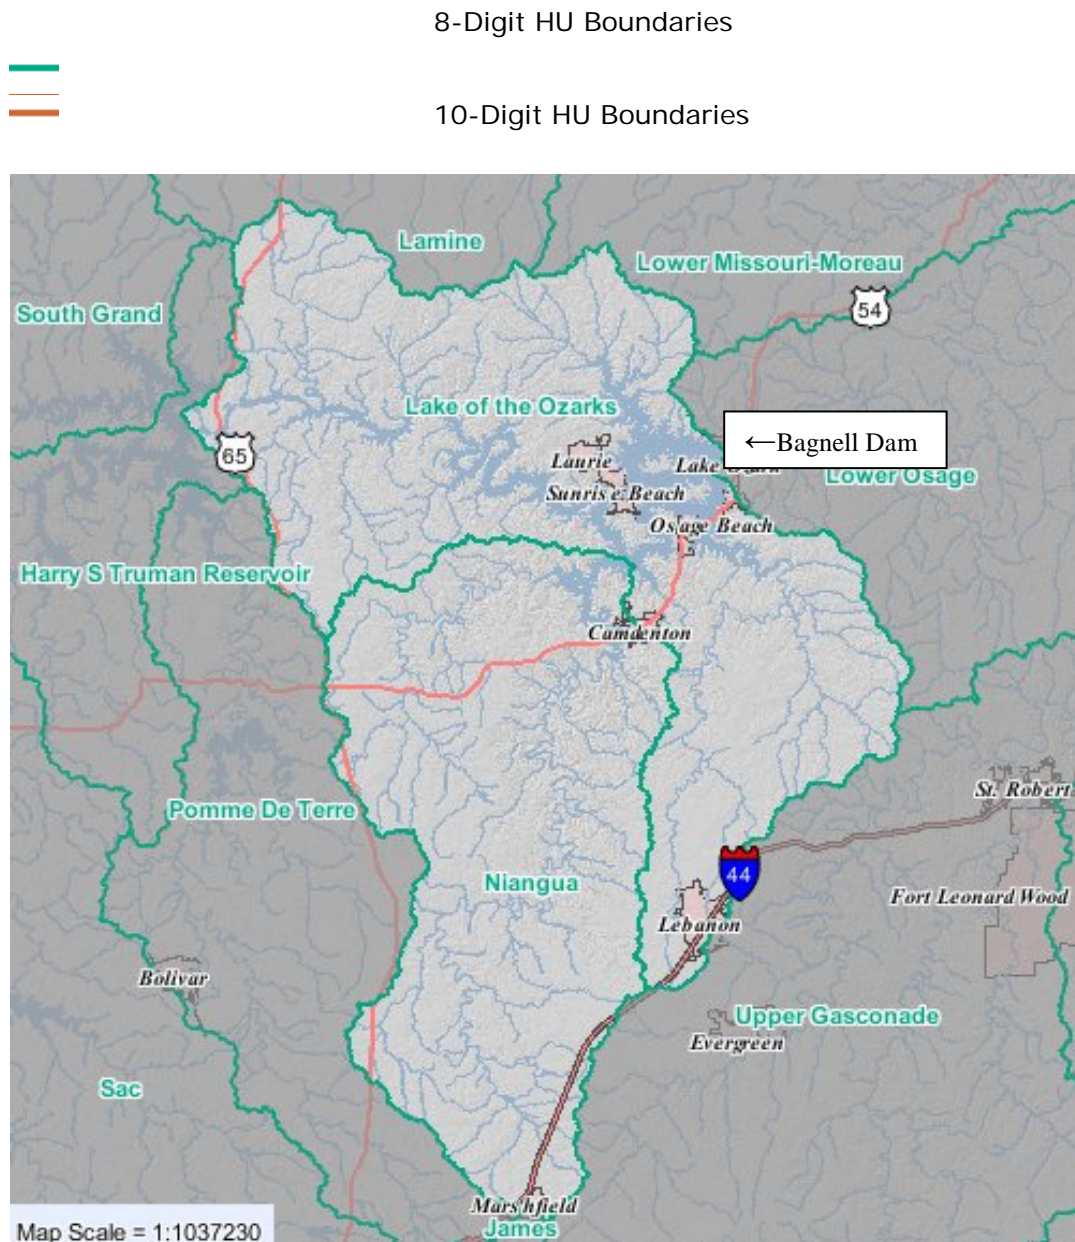 8-Digit HU Boundaries
10-Digit HU Boundaries
Lamine
Lower Missouri-Moreau
South Grand
54
Lake of the Ozarks
←Bagnell Dam
65
Laurie
Lake
Lower Osage
Sunrise Beach
Osage Beach
Harry S Truman Reservoir
Camdenton
St. Robert
Pomme De Terre
44
Niangua
Fort Leonard Wood
Lebanon
Bolivar
Upper Gasconade
Evergreen
Sac
Marshfield
James
Map Scale = 1:1037230